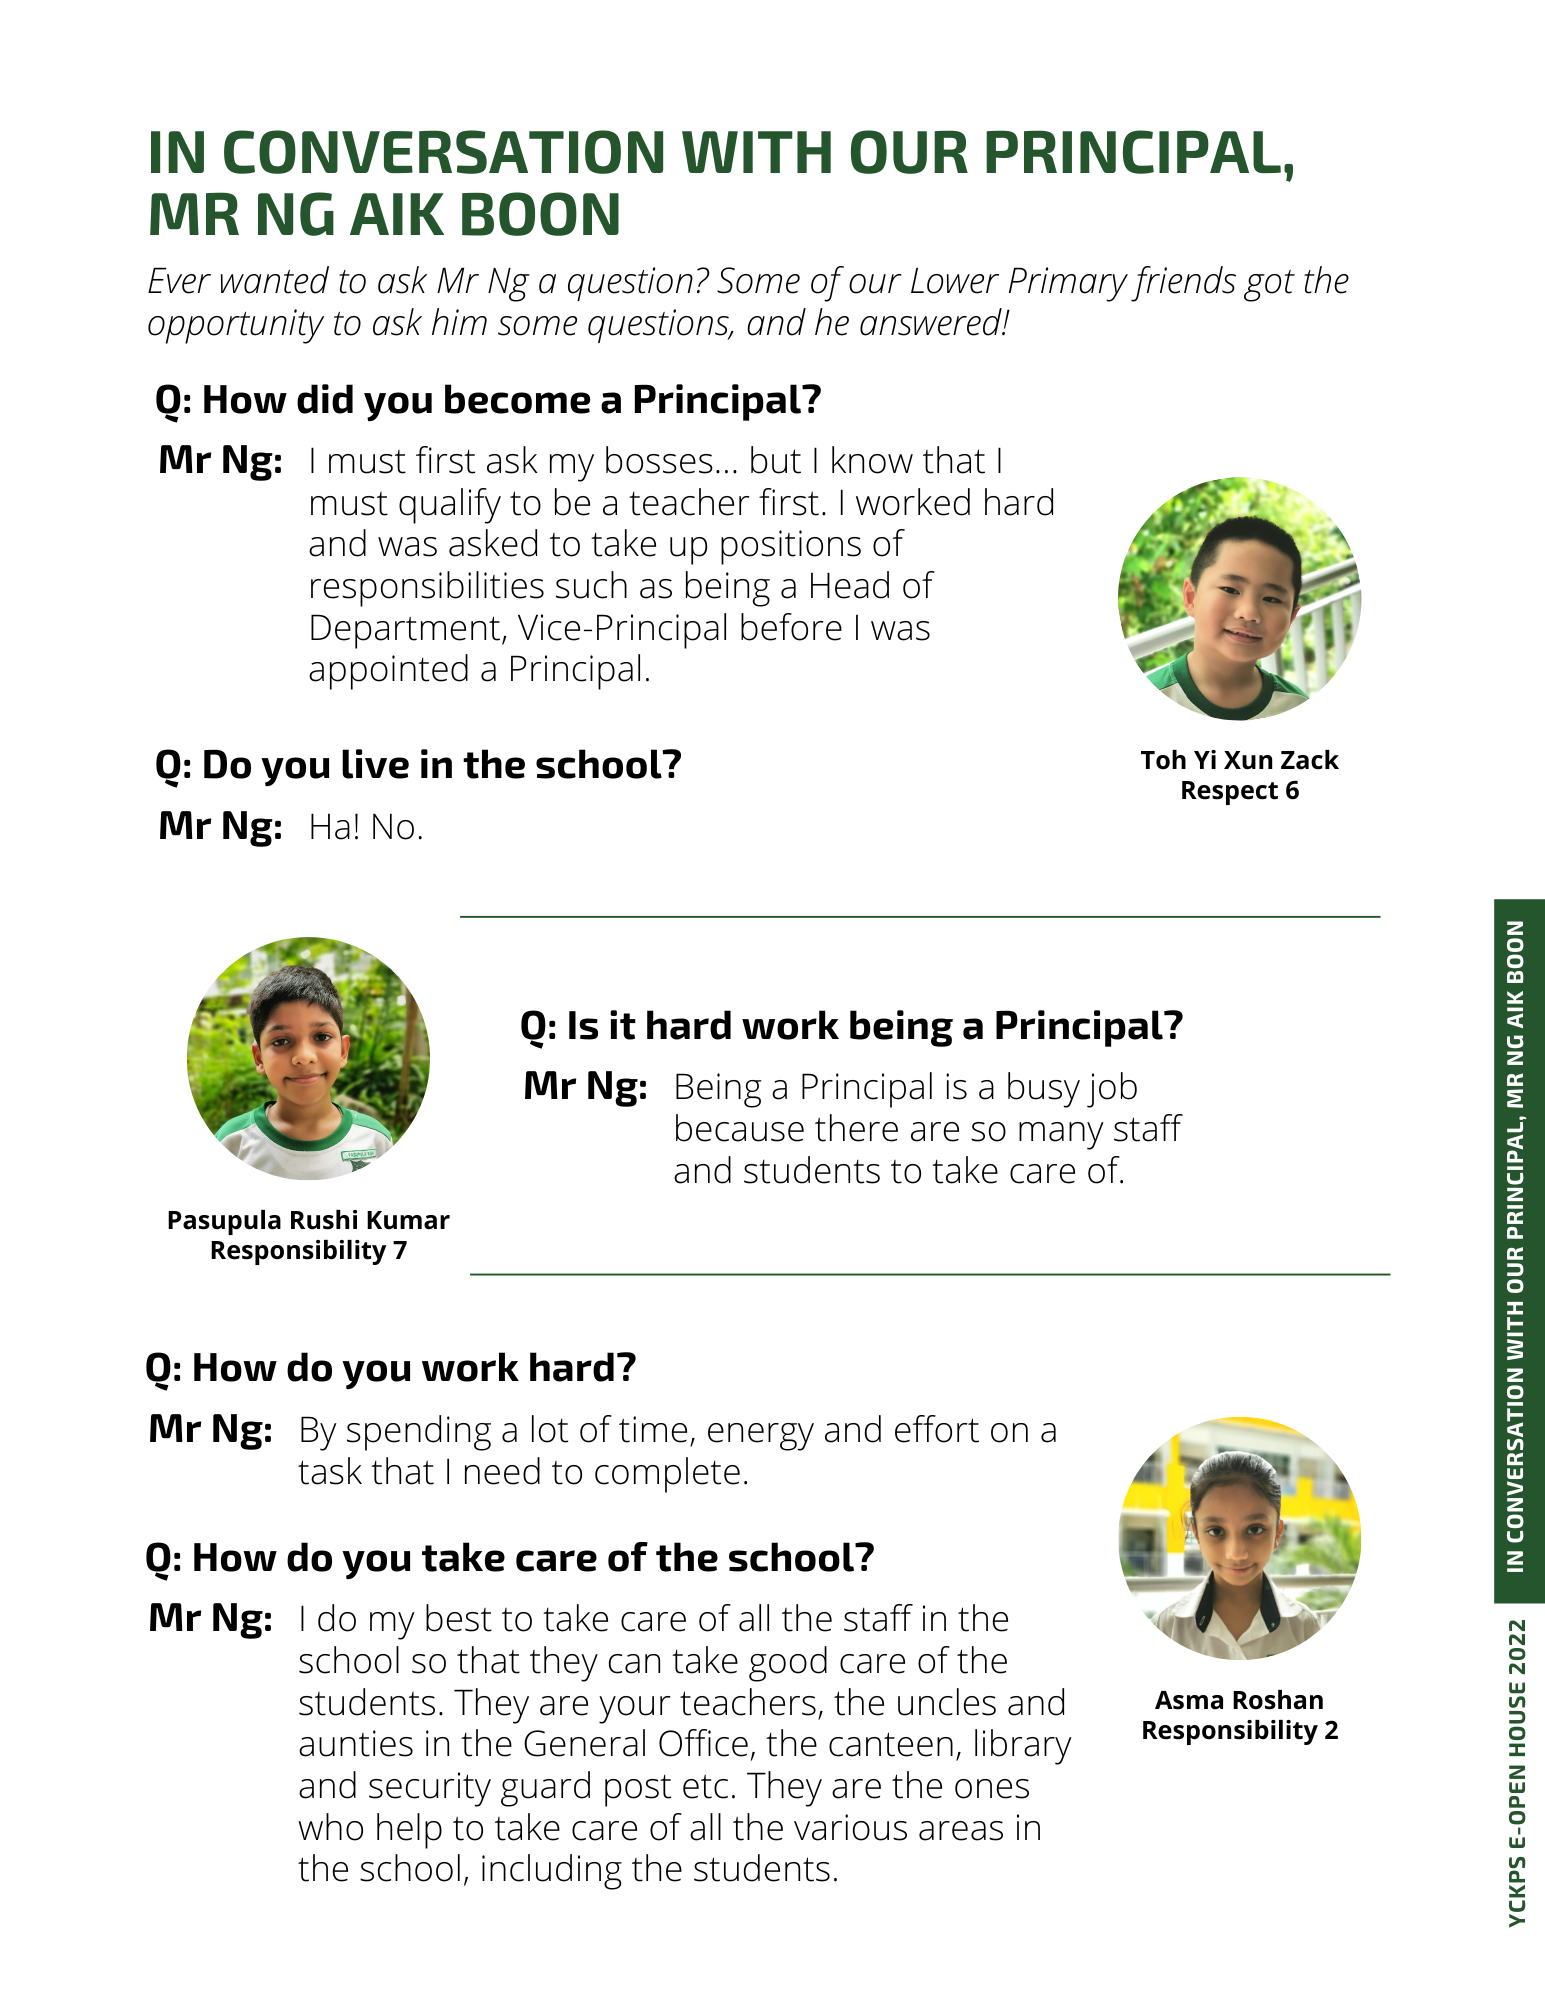 IN CONVERSATION WITH OUR PRINCIPAL,
MR NG AIK BOON
Ever wanted to ask Mr Ng a question? Some of our Lower Primary friends got the
opportunity to ask him some questions, and he answered!
Q: How did you become a Principal?
Mr Ng: I must first ask my bosses... but I know that I
must qualify to be a teacher first. I worked hard
and was asked to take up positions of
responsibilities such as being a Head of
Department, Vice-Principal before I was
appointed a Principal.
Toh Yi Xun Zack
Respect 6
Q: Do you live in the school?
Mr Ng: Ha! No.
Pasupula Rushi Kumar
Responsibility 7
Q: Is it hard work being a Principal?
Mr Ng: Being a Principal is a busy job
because there are so many staff
and students to take care of.
Q: How do you work hard?
Mr Ng: By spending a lot of time, energy and effort on a
task that I need to complete.
Q: How do you take care of the school?
Mr Ng: I do my best to take care of all the staff in the
school so that they can take good care of the
students. They are your teachers, the uncles and
aunties in the General Office, the canteen, library
and security guard post etc. They are the ones
who help to take care of all the various areas in
the school, including the students.
Asma Roshan
Responsibility 2
IN CONVERSATION WITH OUR PRINCIPAL, MR NG AIK BOON
YCKPS E-OPEN HOUSE 2022